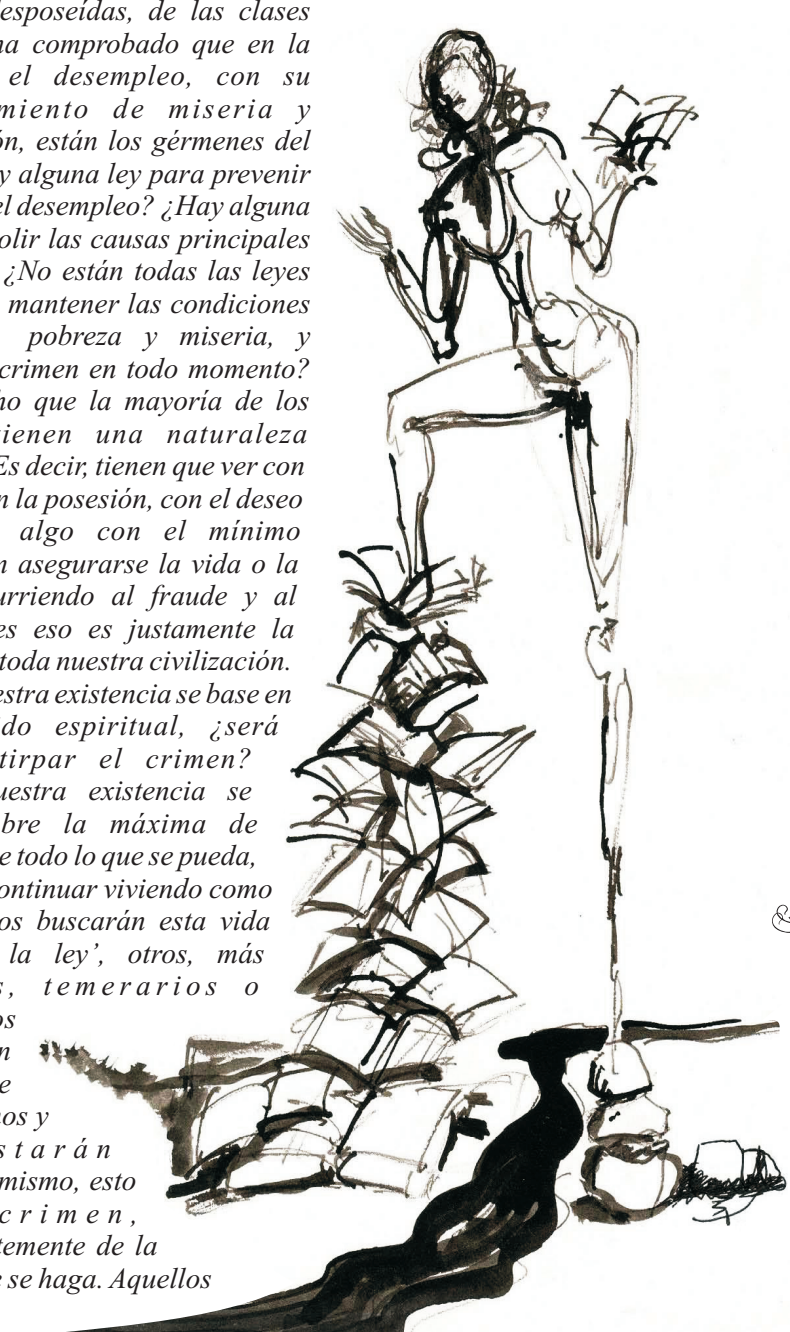 esposeídas, de las clases
na comprobado que en la
el desempleo, con su
miento de miseria y
ón, están los gérmenes del
y alguna ley para prevenir
el desempleo? ¿Hay alguna
olir las causas principales
¿No están todas las leyes
mantener las condiciones
pobreza y miseria, y
crimen en todo momento?
ho que la mayoría de los
tienen una naturaleza
Es decir, tienen que ver con
n la posesión, con el deseo
algo con el mínimo
n asegurarse la vida o la
urriendo al fraude y al
es eso es justamente la
toda nuestra civilización.
estra existencia se base en
do espiritual, ¿será
tirpar el crimen?
uestra existencia se
bre la máxima de
e todo lo que se pueda,
continuar viviendo como
os buscarán esta vida
la ley’, otros, más
s, temerarios o
os
n
e
nos y
starán
mismo, esto
crimen,
temente de la
e se haga. Aquellos